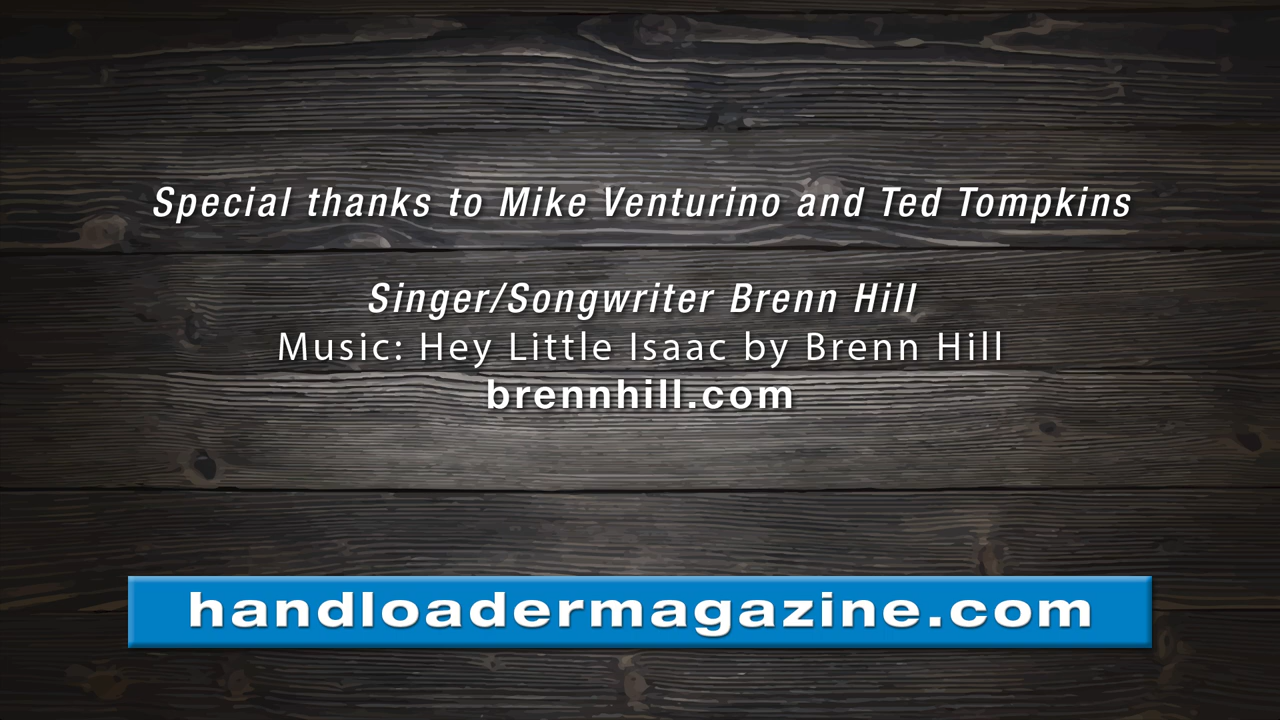 Special thanks to Mike Venturino and Ted Tompkins
Singer/Songwriter Brenn Hill
Music: Hey Little Isaac by Brenn Hill
brennhill.com
handloadermagazine.com